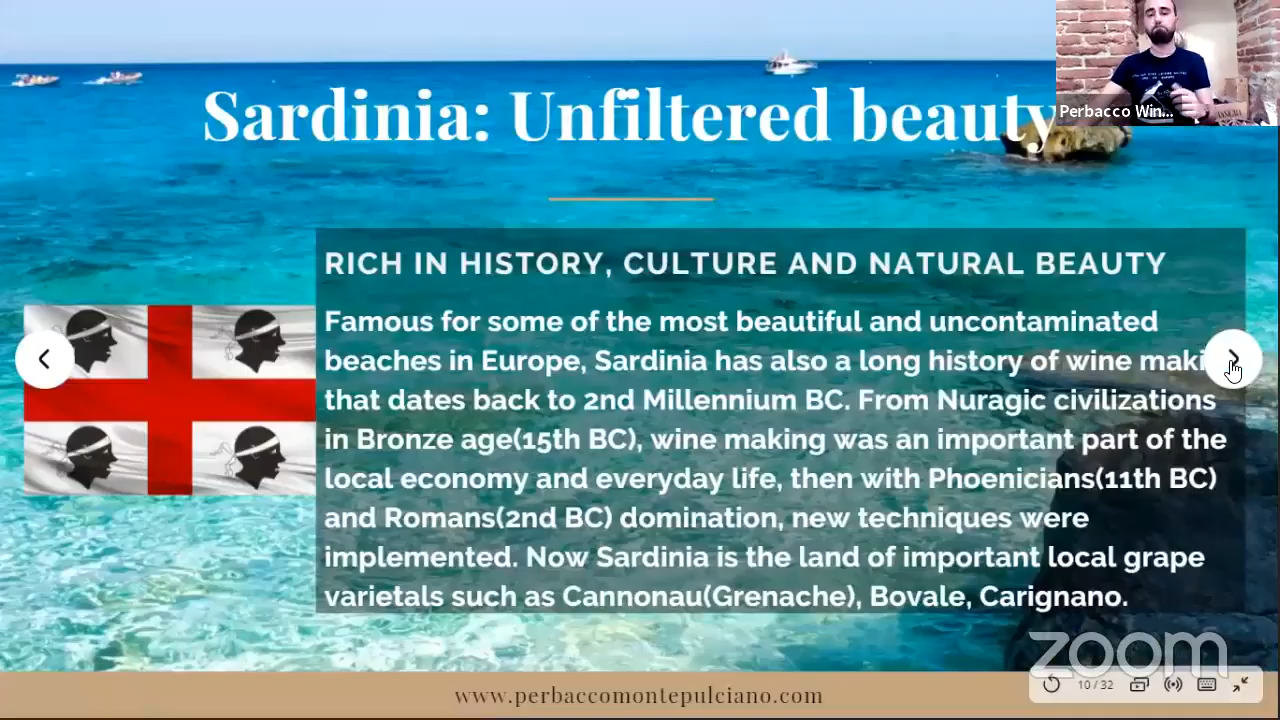 Sardinia: Unfiltered beauty
Perbacco Win...
RICH IN HISTORY, CULTURE AND NATURAL BEAUTY
Famous for some of the most beautiful and uncontaminated
beaches in Europe, Sardinia has also a long history of wine maki
that dates back to 2nd Millennium BC. From Nuragic civilizations
in Bronze age(15th BC), wine making was an important part of the
local economy and everyday life, then with Phoenicians(11th BC)
and Romans(2nd BC) domination, new techniques were
implemented. Now Sardinia is the land of important local grape
varietals such as Cannonau(Grenache), Bovale, Carignano.
zoom
10 / 32
www.perbaccomontepulciano.com